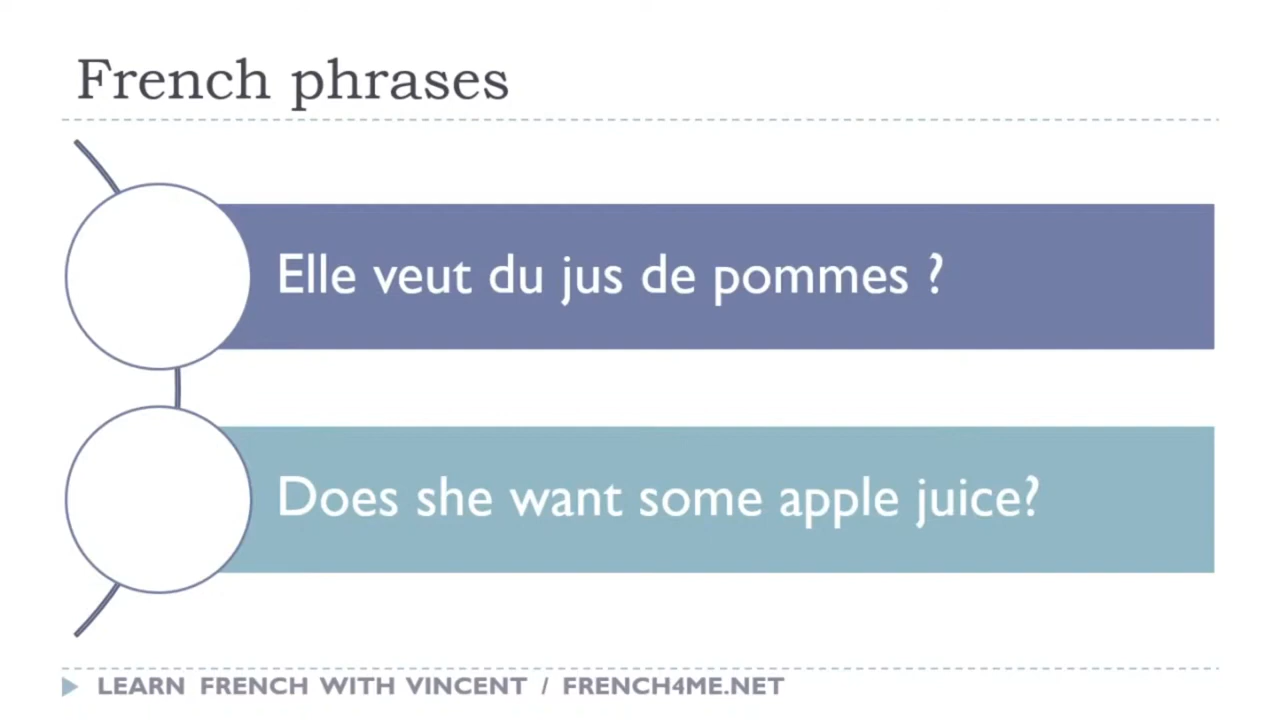 French phrases
Elle veut du jus de pommes ?
Does she want some apple juice?
LEARN FRENCH WITH VINCENT / FRENCH4ME.NET